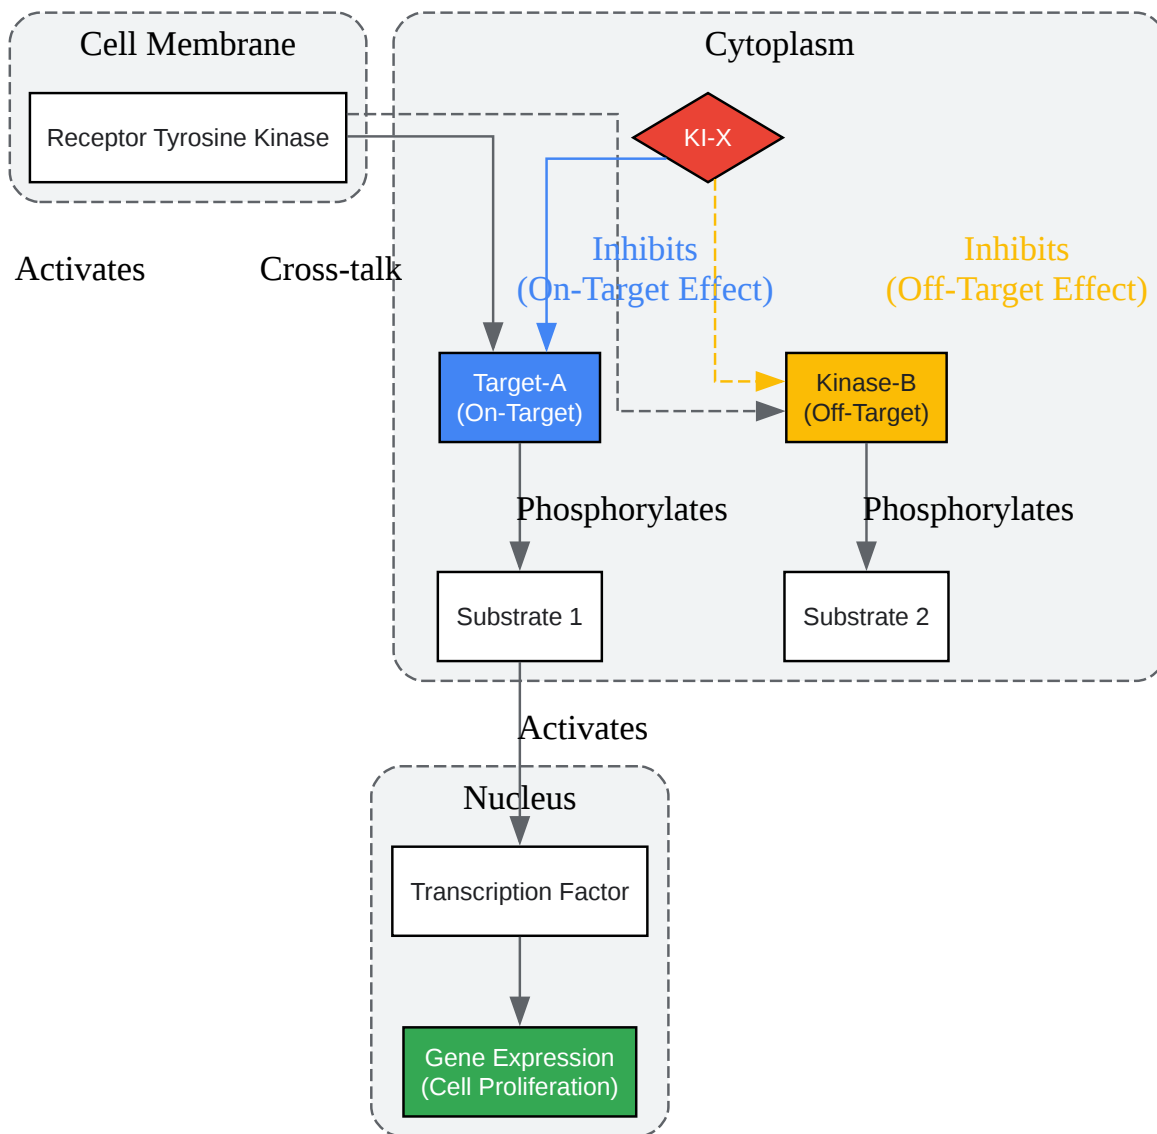 Cell Membrane
Cytoplasm
Receptor Tyrosine Kinase
KI-X
Activates
Cross-talk
Inhibits
(On-Target Effect)
Inhibits
(Off-Target Effect)
Target-A
(On-Target)
Kinase-B
(Off-Target)
Phosphorylates
Phosphorylates
Substrate 1
Substrate 2
Activates
Nucleus
Transcription Factor
Gene Expression
(Cell Proliferation)